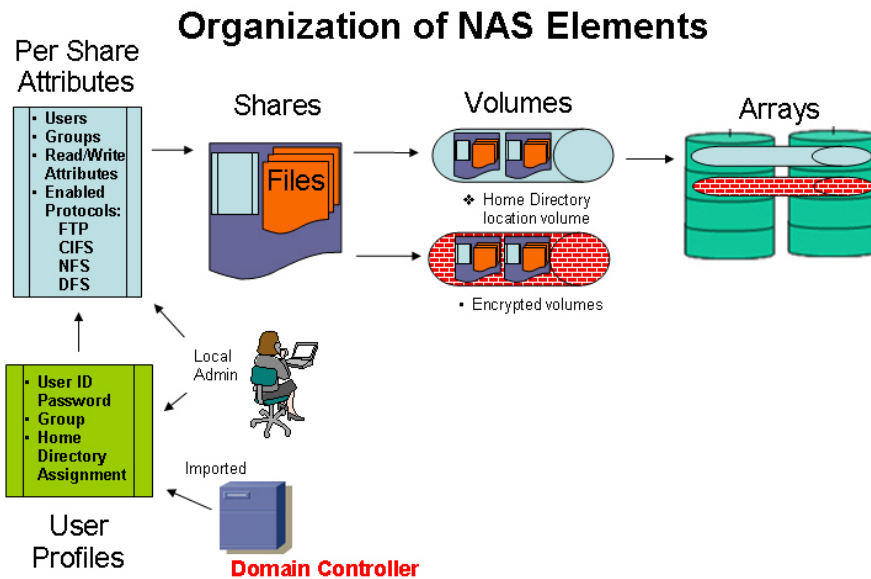 Organization of NAS Elements
Per Share
Attributes
▪ Users
▪ Groups
▪ Read/Write
Attributes
▪ Enabled
Protocols:
FTP
CIFS
NFS
DFS
Shares
Files
Volumes
❖ Home Directory
location volume
▪ Encrypted volumes
Arrays
Local
Admin
▪ User ID
Password
▪ Group
▪ Home
Directory
Assignment
User
Profiles
Imported
Domain Controller